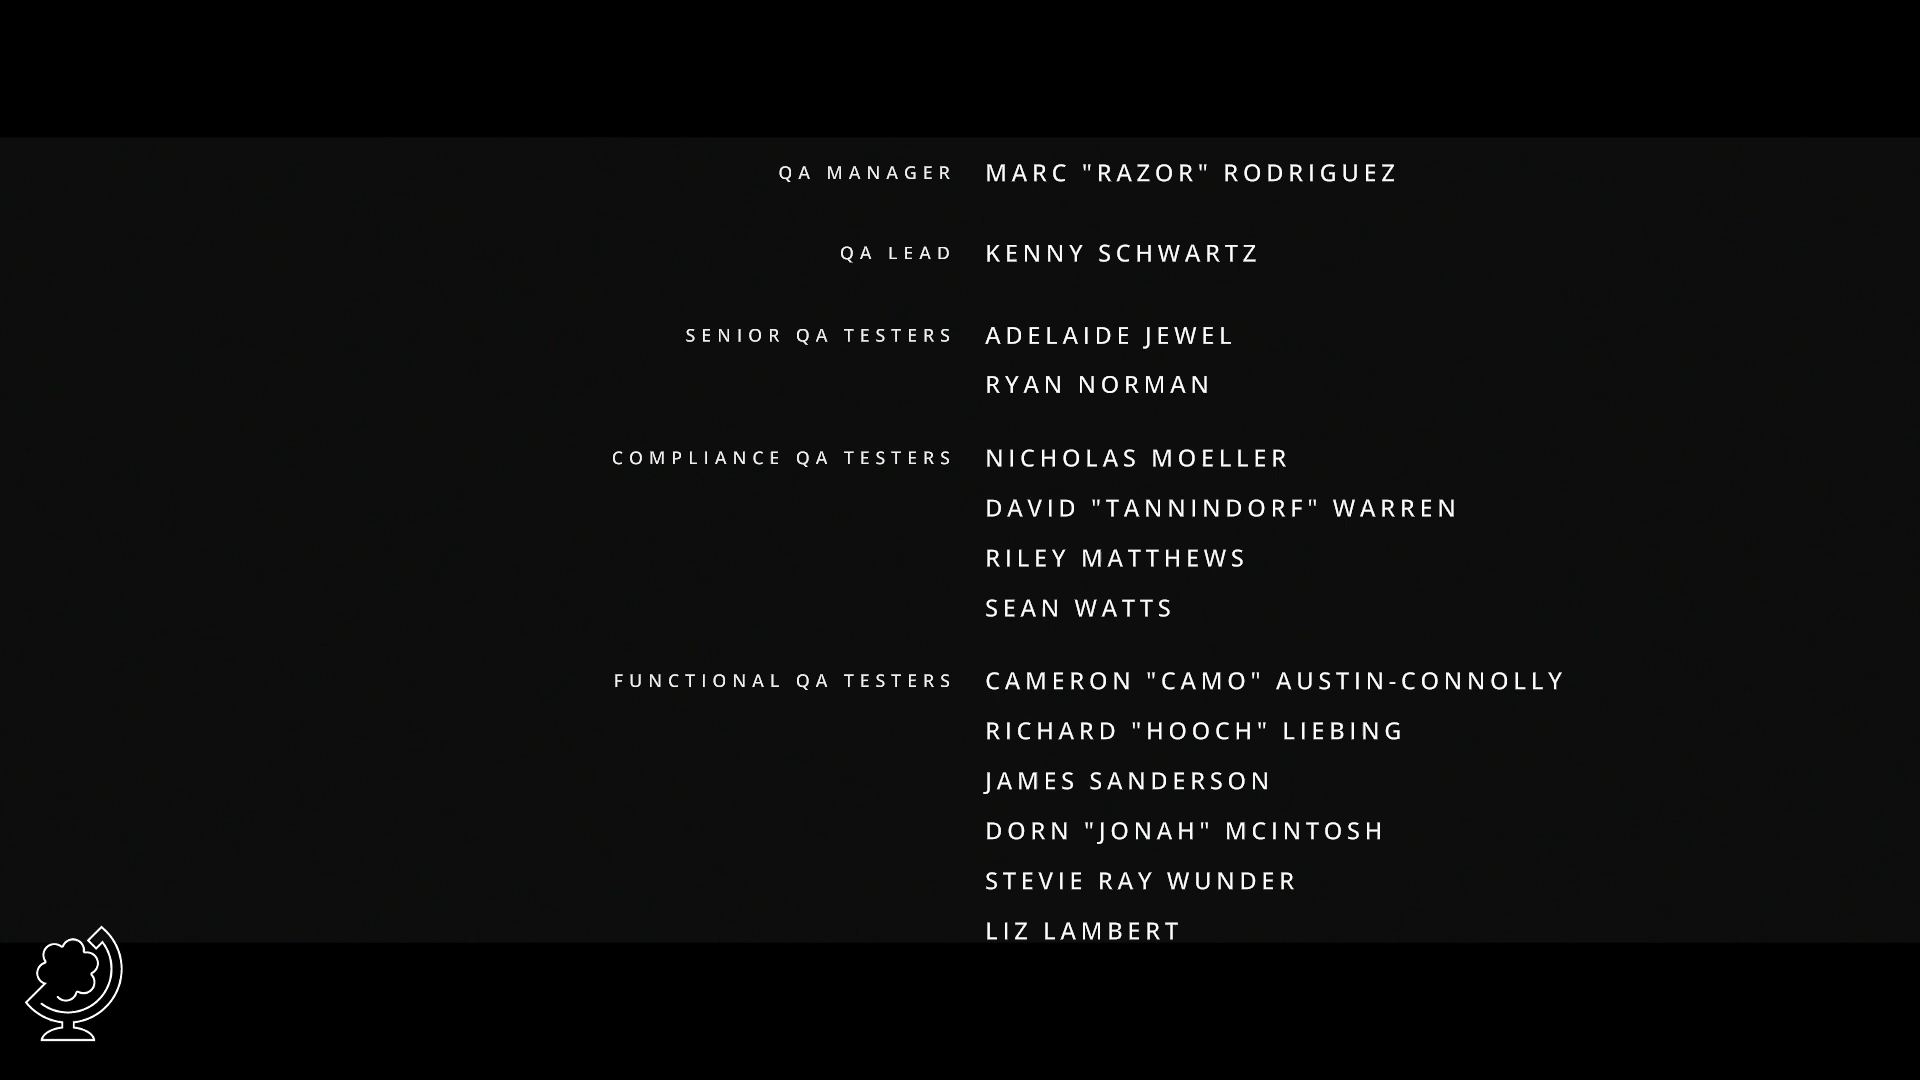 QA MANAGER MARC "RAZOR" RODRIGUEZ
QA LEAD KENNY SCHWARTZ
SENIOR QA TESTERS ADELAIDE JEWEL
RYAN NORMAN
COMPLIANCE QA TESTERS NICHOLAS MOELLER
DAVID "TANNINDORF" WARREN
RILEY MATTHEWS
SEAN WATTS
FUNCTIONAL QA TESTERS CAMERON "CAMO" AUSTIN-CONNOLLY
RICHARD "HOOCH" LIEBING
JAMES SANDERSON
DORN "JONAH" MCINTOSH
STEVIE RAY WUNDER
LIZ LAMBERT